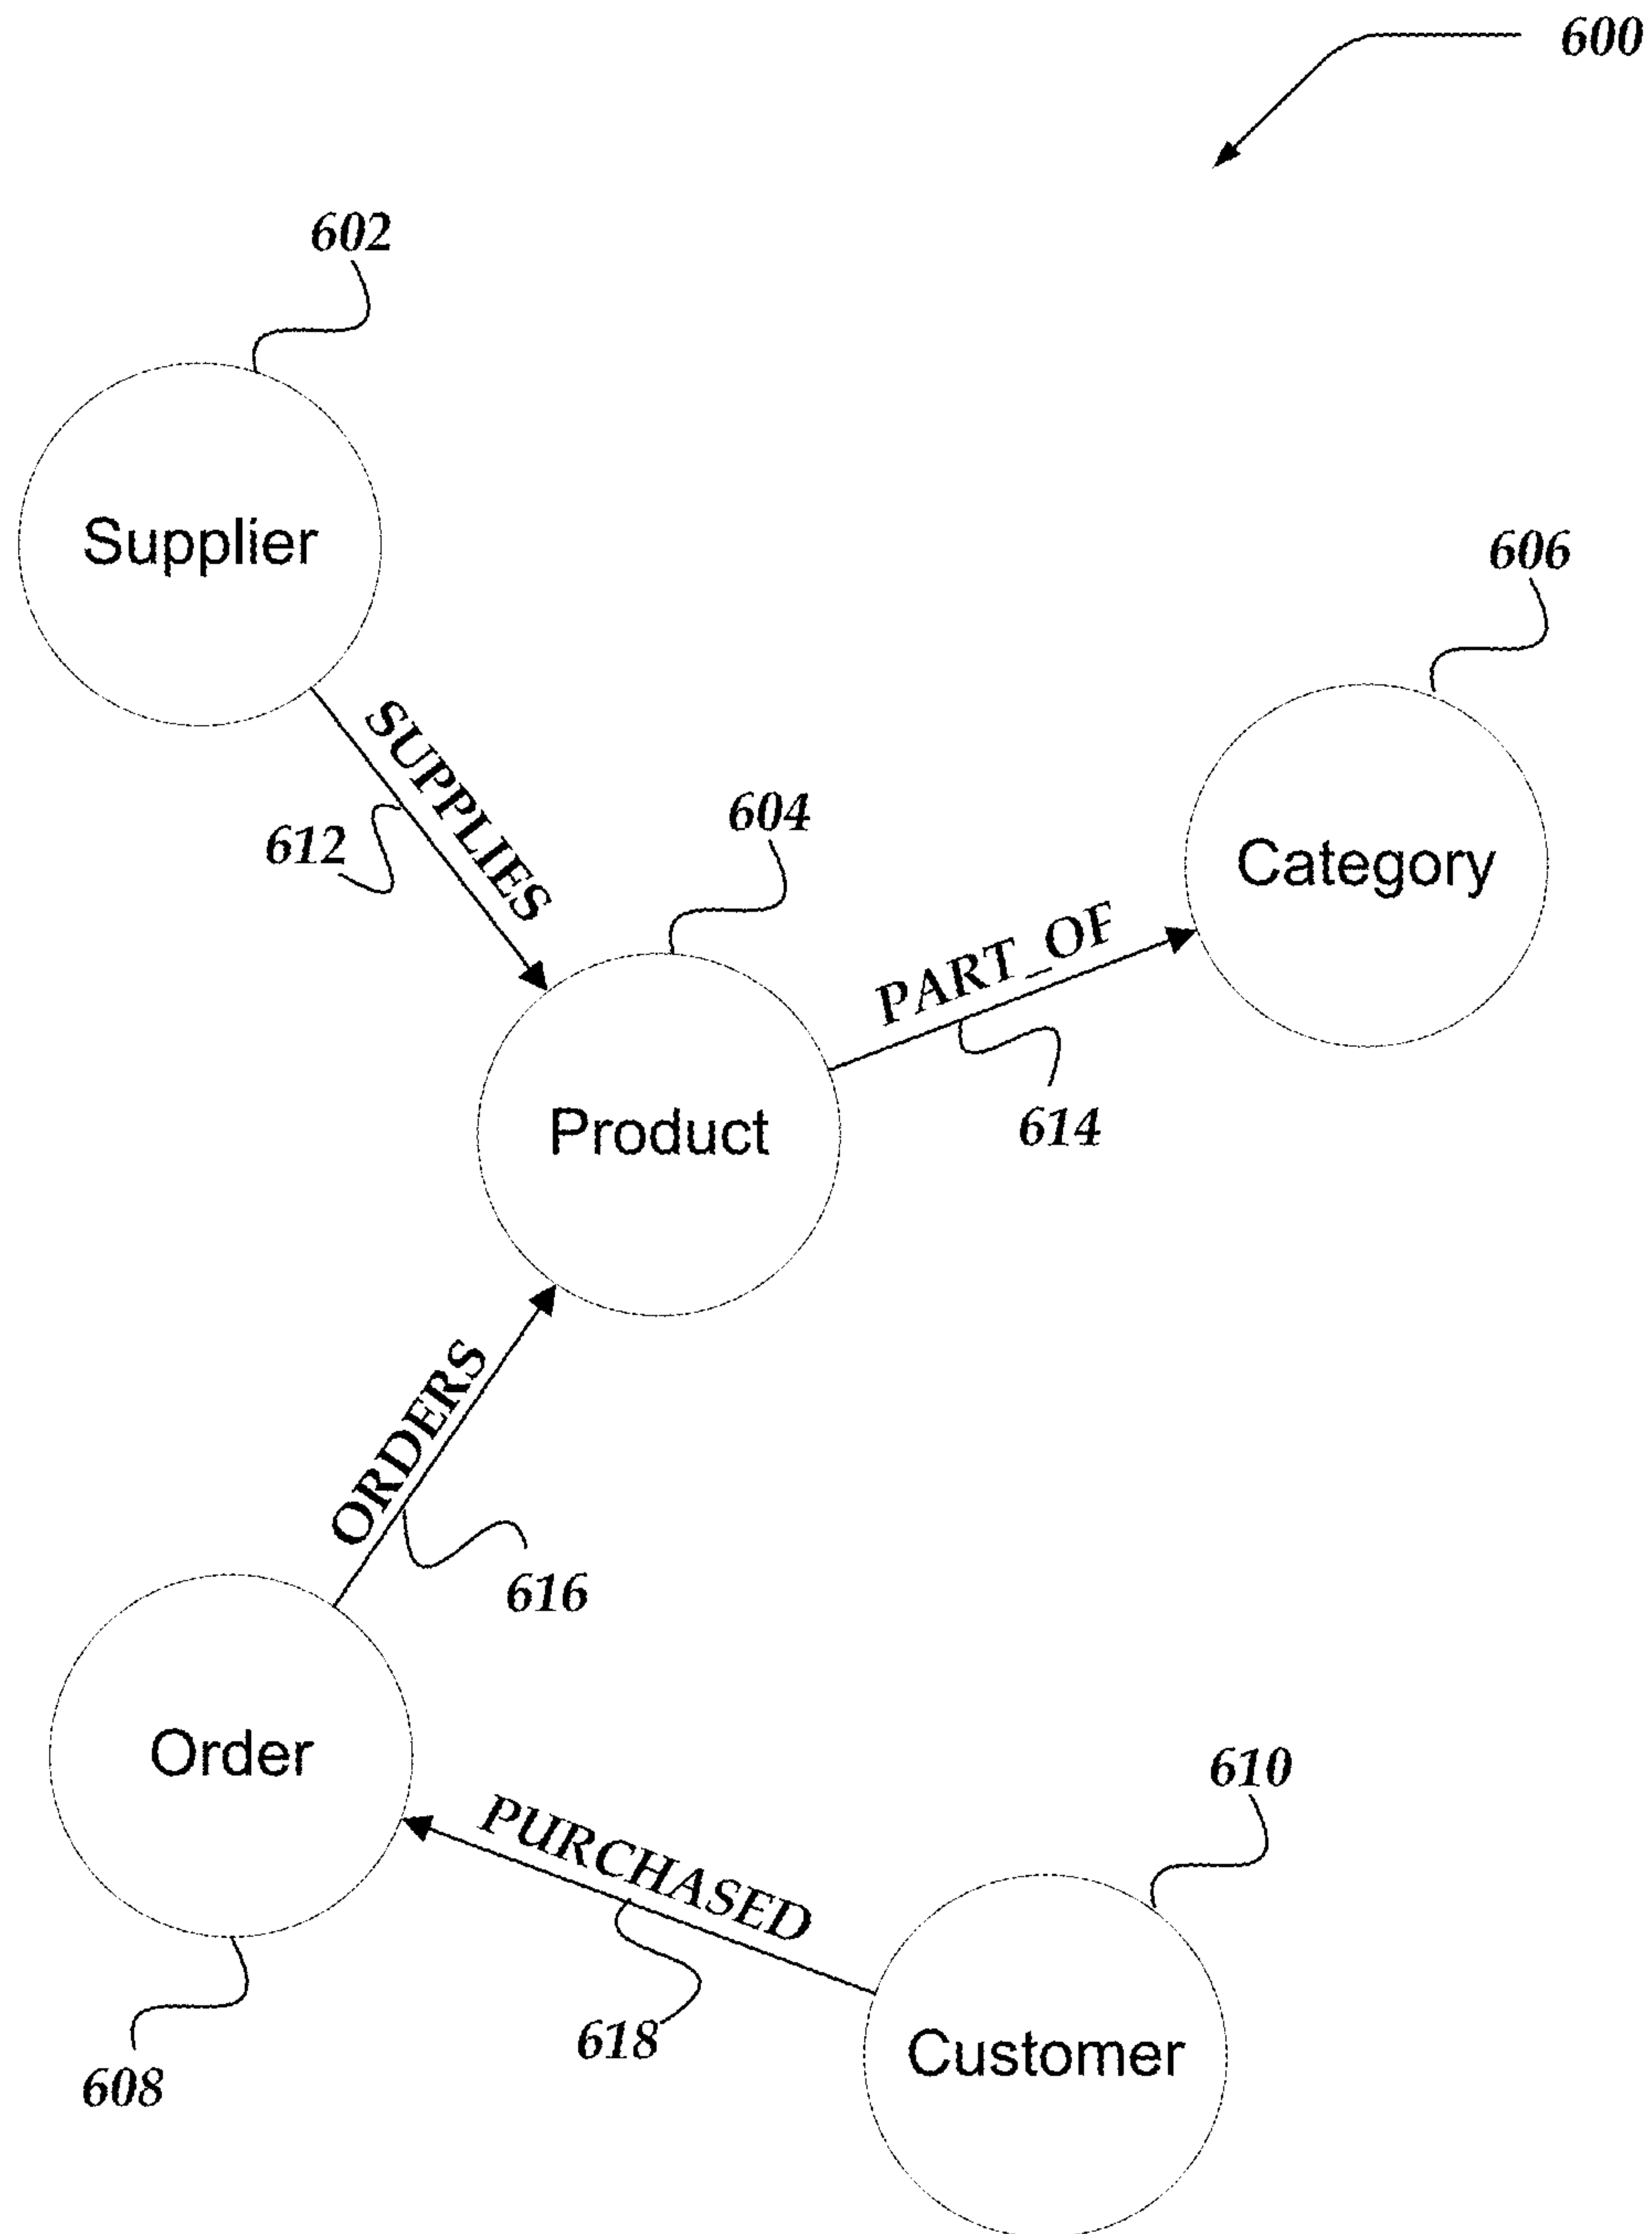 600
602
Supplier
606
SUPPLIES
612
604
Category
PART_OF
614
Product
ORDERS
616
Order
610
PURCHASED
618
Customer
608